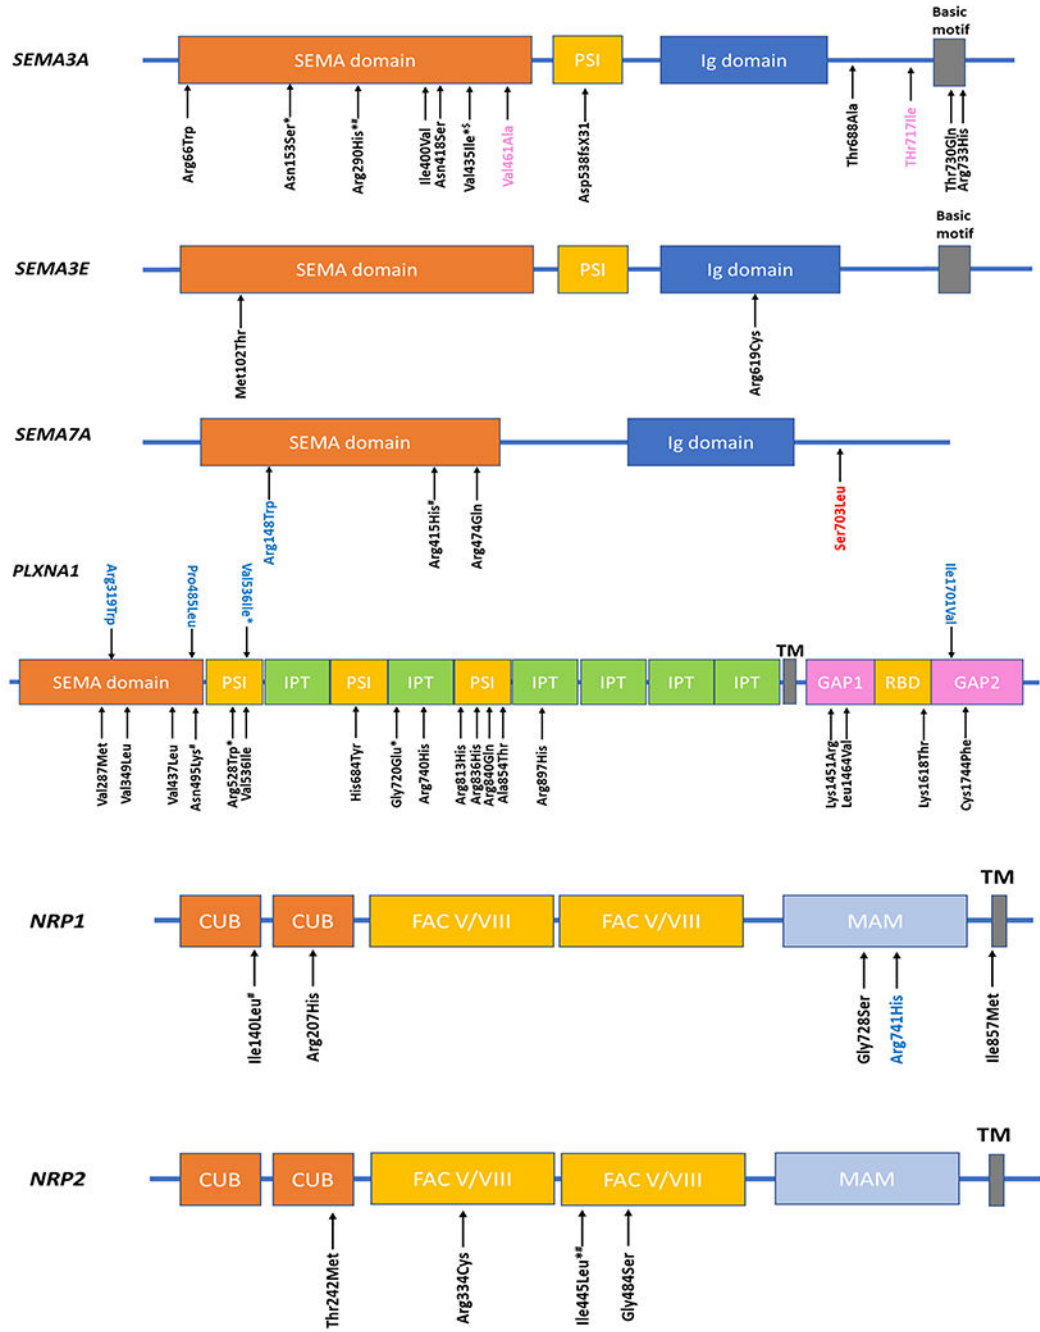 Basic
motif
SEMA3A
SEMA domain
PSI
Ig domain
Arg66Trp
Asn153Ser*
Arg290His*#
Ile400Val
Asn418Ser
Val435Ile*$
Val461Ala
Asp538fsX31
Thr688Ala
THr717Ile
Thr730Gln
Arg733His
Basic
motif
SEMA3E
SEMA domain
PSI
Ig domain
Met102Thr
Arg619Cys
SEMA7A
SEMA domain
Ig domain
Arg148Trp
Arg415His#
Arg474Gln
Ser703Leu
PLXNA1
Arg319Trp
Pro485Leu
Val536Ile*
Ile1701Val
TM
SEMA domain
PSI
IPT
PSI
IPT
PSI
IPT
IPT
IPT
IPT
GAP1
RBD
GAP2
Val287Met
Val349Leu
Val437Leu
Asn495Lys#
Arg528Trp*
Val536Ile
His684Tyr
Gly720Glu*
Arg740His
Arg813His
Arg836His
Arg840Gln
Ala854Thr
Arg897His
Lys1451Arg
Leu1464Val
Lys1618Thr
Cys1744Phe
TM
NRP1
CUB
CUB
FAC V/VIII
FAC V/VIII
MAM
Ile140Leu#
Arg207His
Gly728Ser
Arg741His
Ile857Met
TM
NRP2
CUB
CUB
FAC V/VIII
FAC V/VIII
MAM
Thr242Met
Arg334Cys
Ile445Leu*#
Gly484Ser